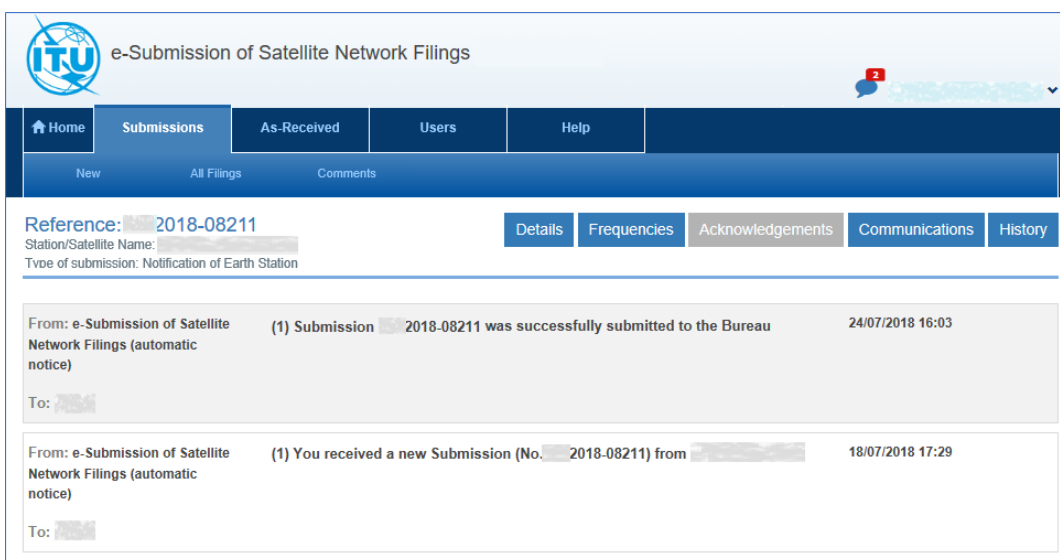 ITU
e-Submission of Satellite Network Filings
2
Home Submissions As-Received Users Help
New All Filings Comments
Reference: 2018-08211
Details Frequencies Acknowledgements Communications History
Station/Satellite Name:
Type of submission: Notification of Earth Station
From: e-Submission of Satellite
Network Filings (automatic
notice)
(1) Submission 2018-08211 was successfully submitted to the Bureau
24/07/2018 16:03
To:
From: e-Submission of Satellite
Network Filings (automatic
notice)
(1) You received a new Submission (No. 2018-08211) from
18/07/2018 17:29
To: